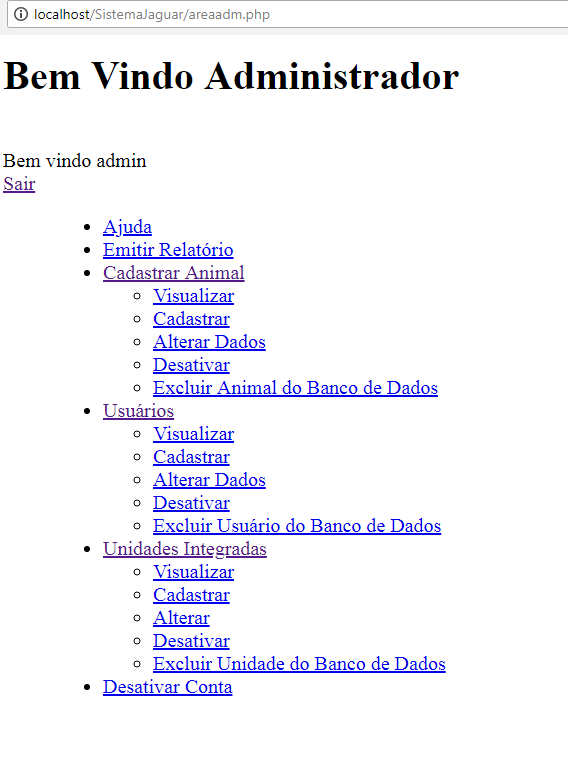 localhost/SistemaJaguar/areaadm.php
Bem Vindo Administrador
Bem vindo admin
Sair
Ajuda
Emitir Relatório
Cadastrar Animal
Visualizar
Cadastrar
Alterar Dados
Desativar
Excluir Animal do Banco de Dados
Usuários
Visualizar
Cadastrar
Alterar Dados
Desativar
Excluir Usuário do Banco de Dados
Unidades Integradas
Visualizar
Cadastrar
Alterar
Desativar
Excluir Unidade do Banco de Dados
Desativar Conta